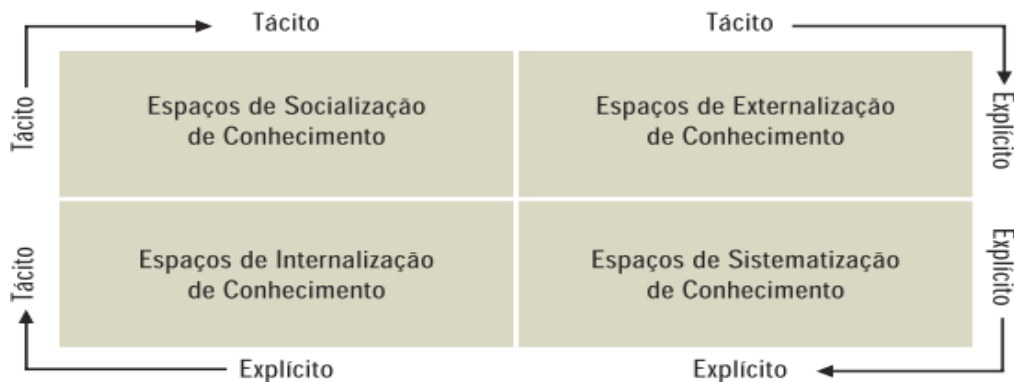 Tácito
Tácito
Tácito
Espaços de Socialização
de Conhecimento
Espaços de Externalização
de Conhecimento
Explícito
Tácito
Espaços de Internalização
de Conhecimento
Espaços de Sistematização
de Conhecimento
Explícito
Explícito
Explícito